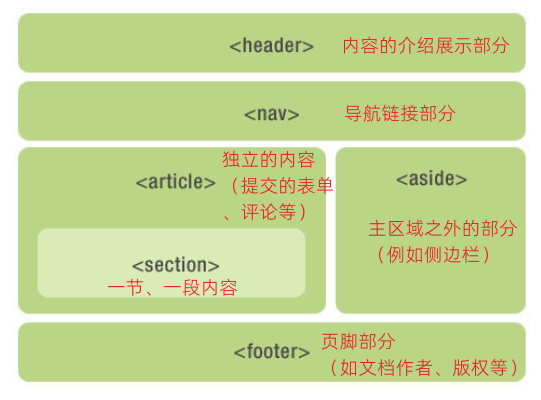 <header> 内容的介绍展示部分
<nav> 导航链接部分
独立的内容
<article> （提交的表单
、评论等）
<section>
一节、一段内容
<aside>
主区域之外的部分
（例如侧边栏）
页脚部分
<footer> （如文档作者、版权等）